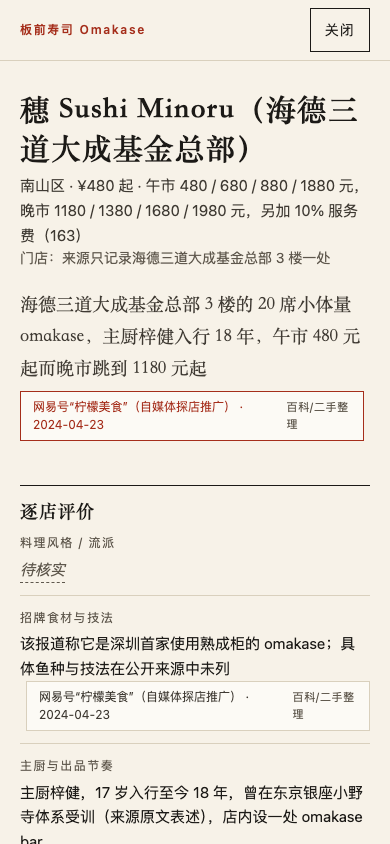 板前寿司 Omakase
关闭
穗 Sushi Minoru（海德三
道大成基金总部）
南山区 · ¥480 起 · 午市 480 / 680 / 880 / 1880 元，
晚市 1180 / 1380 / 1680 / 1980 元，另加 10% 服务
费（163）
门店：来源只记录海德三道大成基金总部 3 楼一处
海德三道大成基金总部 3 楼的 20 席小体量
omakase，主厨梓健入行 18 年，午市 480 元
起而晚市跳到 1180 元起
网易号“柠檬美食”（自媒体探店推广） ·
2024-04-23
百科/二手整
理
逐店评价
料理风格 / 流派
待核实
招牌食材与技法
该报道称它是深圳首家使用熟成柜的 omakase；具
体鱼种与技法在公开来源中未列
网易号“柠檬美食”（自媒体探店推广） ·
2024-04-23
百科/二手整
理
主厨与出品节奏
主厨梓健，17 岁入行至今 18 年，曾在东京银座小野
寺体系受训（来源原文表述），店内设一处 omakase
bar